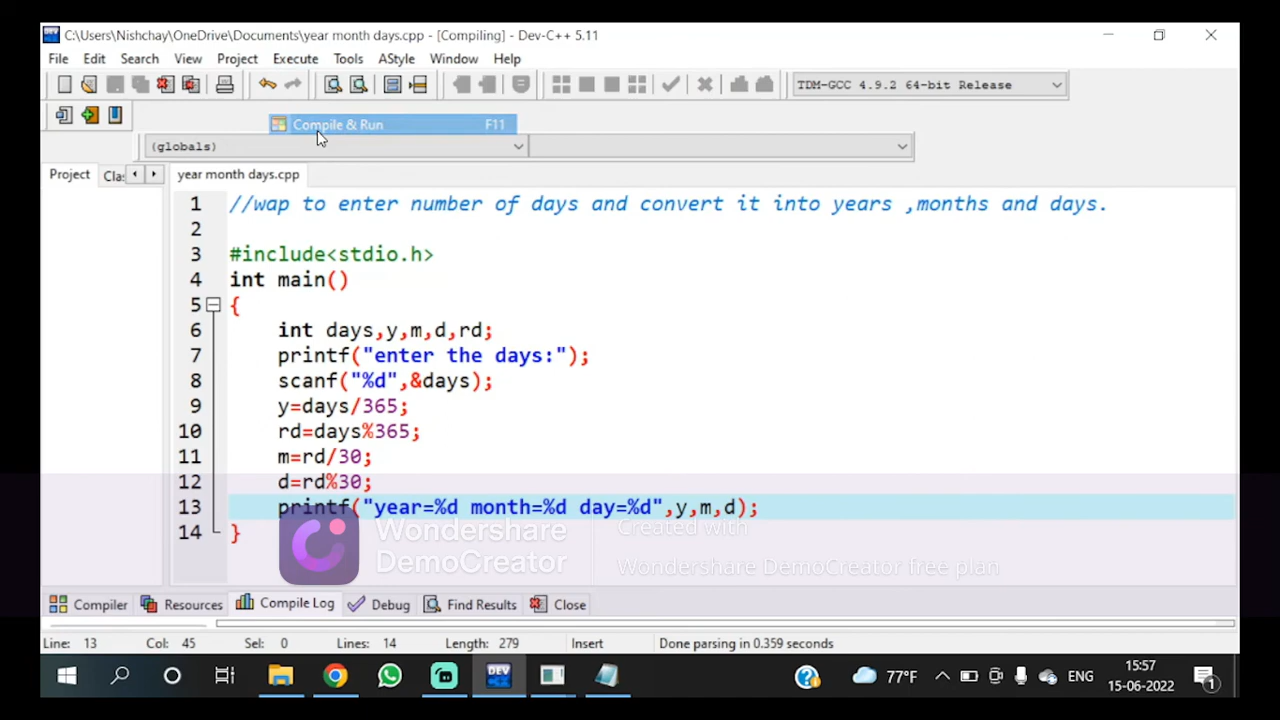 C:\Users\Nishchay\OneDrive\Documents\year month days.cpp - [Compiling] - Dev-C++ 5.11
File Edit Search View Project Execute Tools AStyle Window Help
TDM-GCC 4.9.2 64-bit Release
Compile & Run F11
(globals)
Project Clas year month days.cpp
1 //wap to enter number of days and convert it into years ,months and days.
2
3 #include<stdio.h>
4 int main()
5 {
6 int days,y,m,d,rd;
7 printf("enter the days:");
8 scanf("%d",&days);
9 y=days/365;
10 rd=days%365;
11 m=rd/30;
12 d=rd%30;
13 printf("year=%d month=%d day=%d",y,m,d);
14 }
Wondershare
DemoCreator
Created with
Wondershare DemoCreator free plan
Compiler Resources Compile Log Debug Find Results Close
Line: 13 Col: 45 Sel: 0 Lines: 14 Length: 279 Insert Done parsing in 0.359 seconds
DEV
77°F ENG
15:57
15-06-2022
1